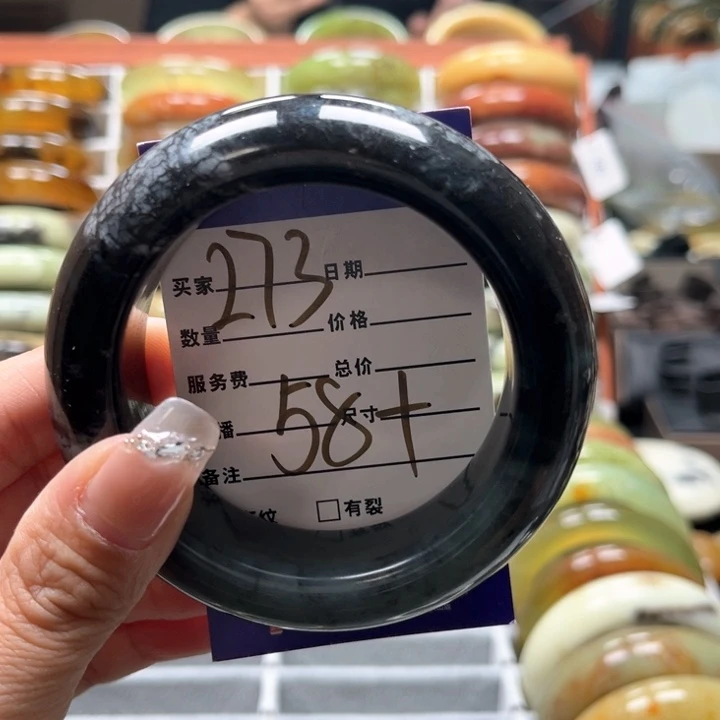 买家 273 日期
数量 价格
服务费 总价
播 58+ 尺寸
备注
纹 □有裂